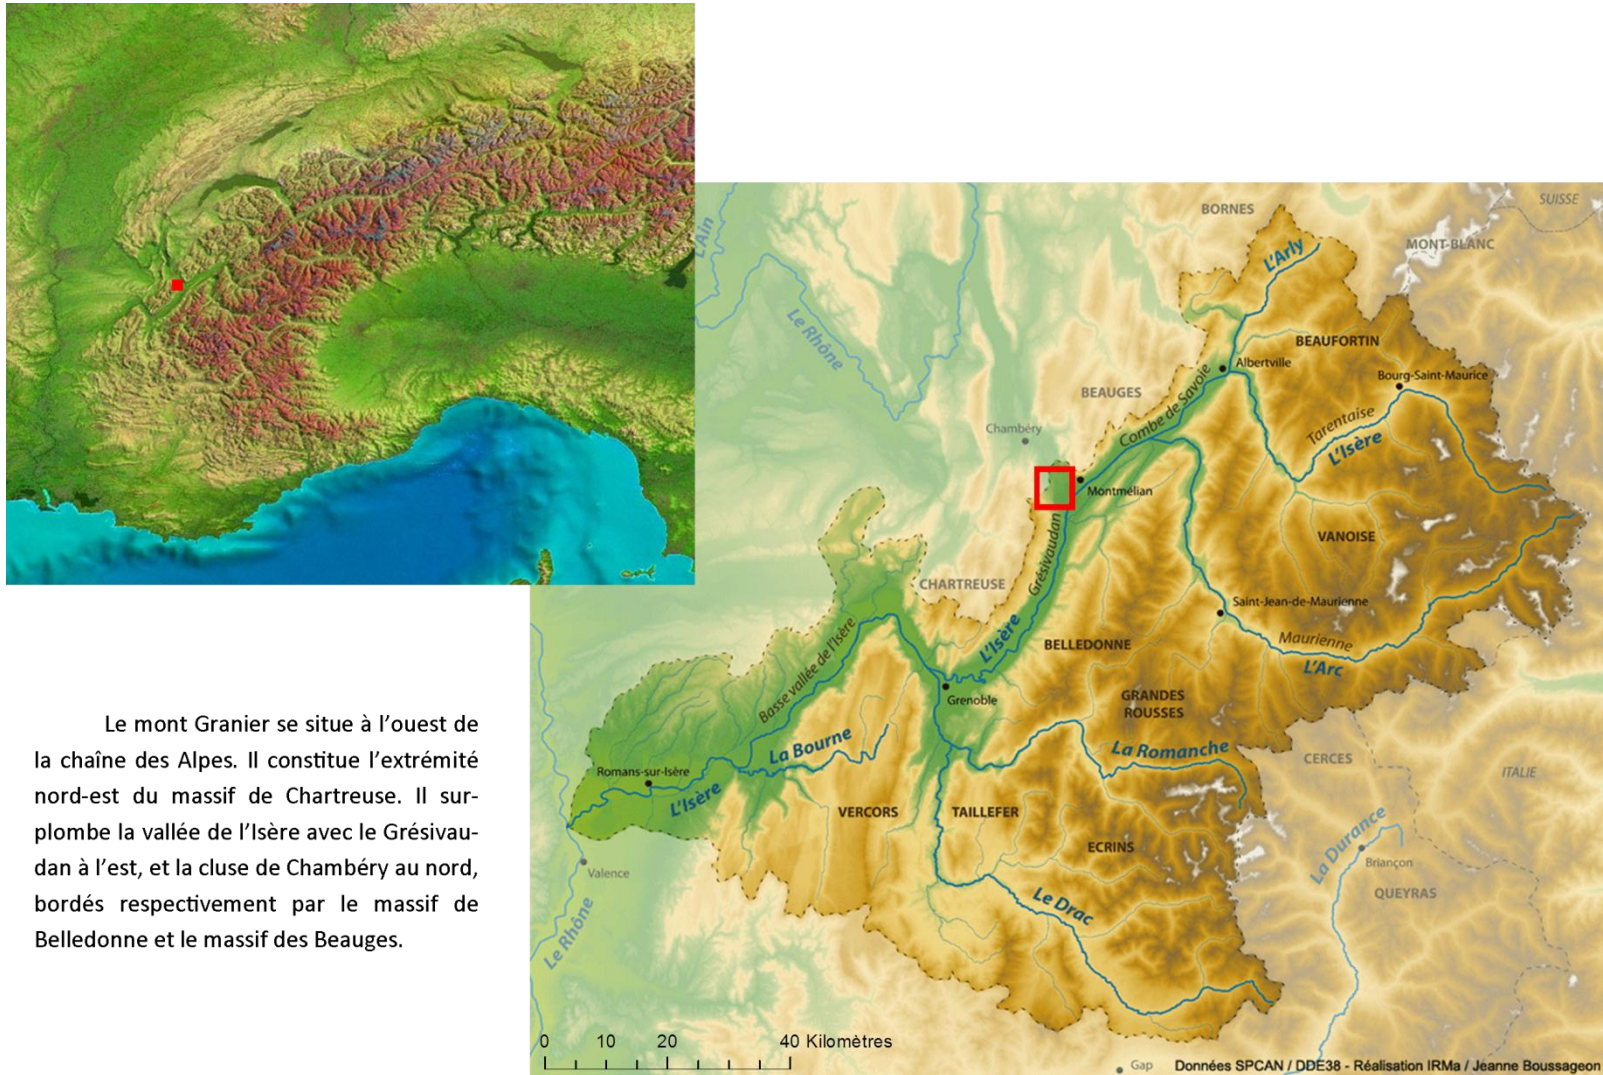 BORNES
SUISSE
L'Arly
MONT-BLANC
L'Ain
Le Rhône
BEAUFORTIN
Albertville
Bourg-Saint-Maurice
BEAUGES
Combe de Savoie
Tarentaise
L'Isère
Chambéry
Montmélian
VANOISE
Grésivaudan
CHARTREUSE
Saint-Jean-de-Maurienne
L'Isère
BELLEDONNE
Maurienne
L'Arc
Basse vallée de l'Isère
Grenoble
GRANDES
ROUSSES
La Bourne
La Romanche
CERCES
ITALIE
Romans-sur-Isère
L'Isère
VERCORS
TAILLEFER
ECRINS
La Durance
Briançon
Valence
QUEYRAS
Le Drac
Le Rhône
Le mont Granier se situe à l'ouest de
la chaîne des Alpes. Il constitue l'extrémité
nord-est du massif de Chartreuse. Il sur-
plombe la vallée de l'Isère avec le Grésivau-
dan à l'est, et la cluse de Chambéry au nord,
bordés respectivement par le massif de
Belledonne et le massif des Beauges.
0 10 20 40 Kilomètres
Gap
Données SPCAN / DDE38 - Réalisation IRMa / Jeanne Boussageon